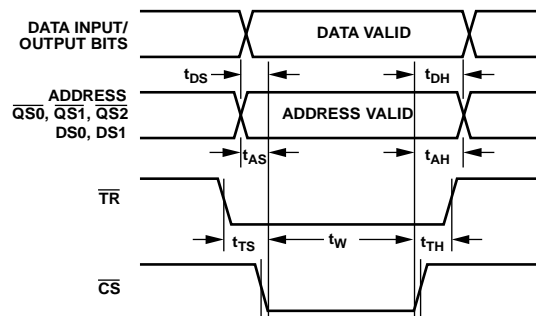 DATA INPUT/
OUTPUT BITS
DATA VALID
tDS
tDH
ADDRESS
QS0, QS1, QS2
DS0, DS1
ADDRESS VALID
tAS
tAH
TR
tTS
tW
tTH
CS